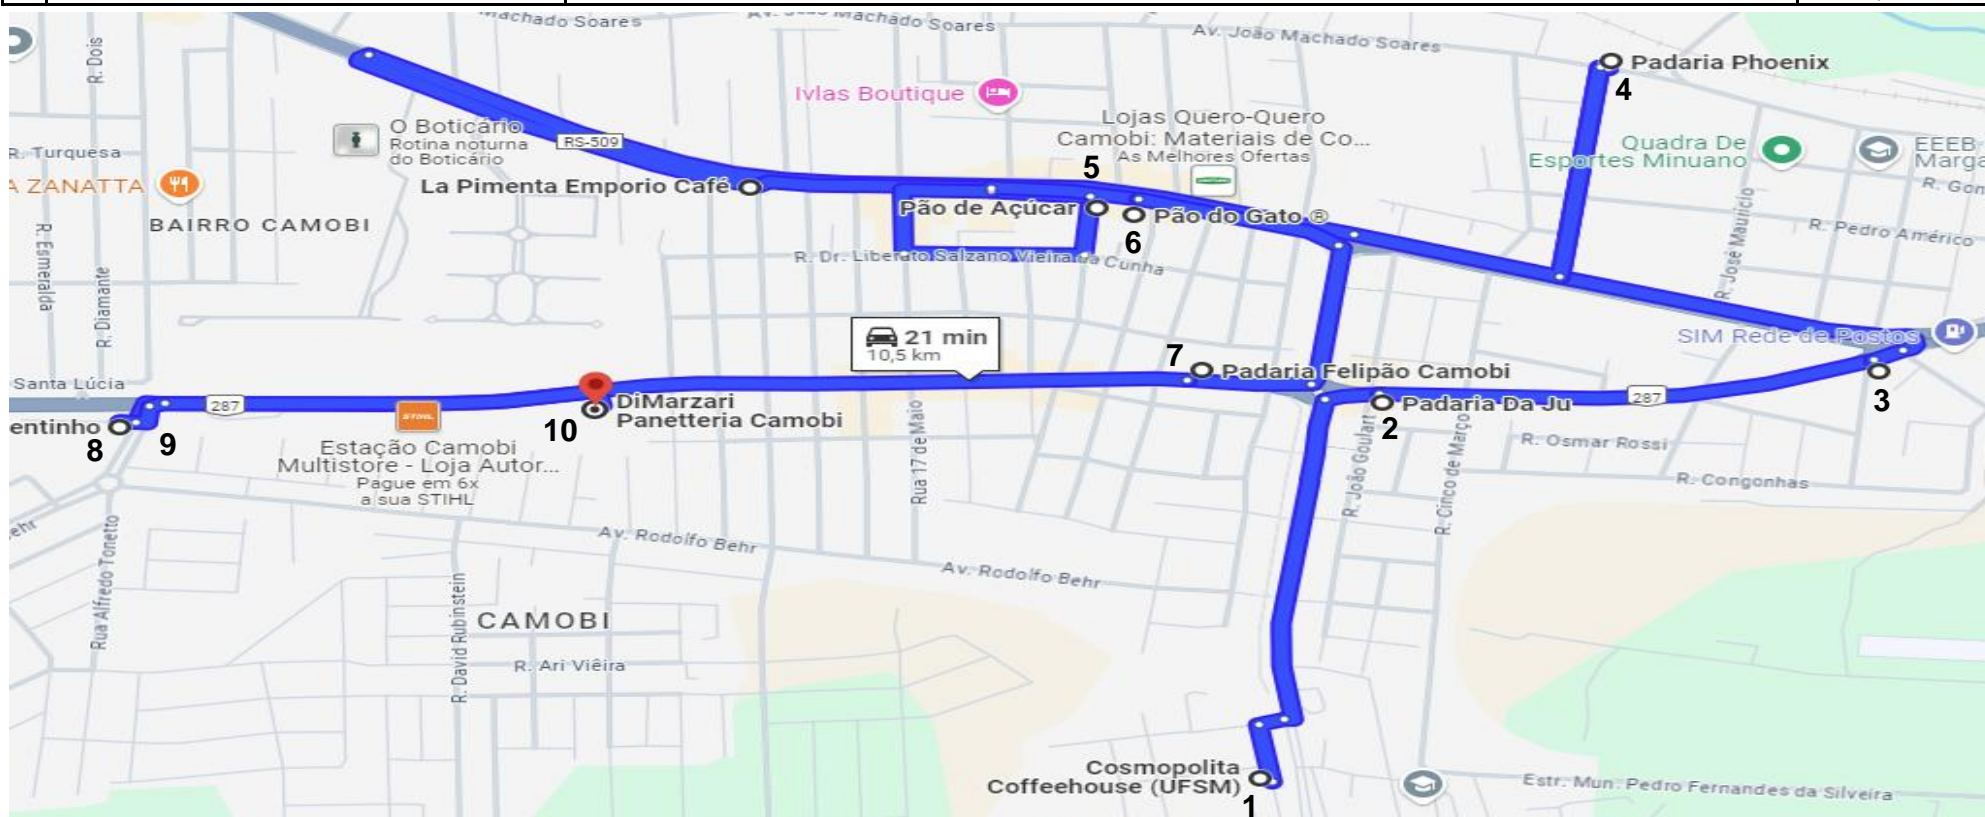 Machado Soares
Av. João Machado Soares
Av. João Machado Soares
R. Dois
Padaria Phoenix
4
Ivlas Boutique
Lojas Quero-Quero
Camobi: Materiais de Co...
As Melhores Ofertas
O Boticário
Rotina noturna
do Boticário
RS-509
Quadra De
Esportes Minuano
EEEB
Marga
R. Turquesa
A ZANATTA
La Pimenta Emporio Café
5
R. Gon
BAIRRO CAMOBI
Pão de Açúcar
Pão do Gato ®
6
R. José Maurício
R. Pedro Américo
R. Esmeralda
R. Diamante
R. Dr. Liberato Salzano Vieira da Cunha
21 min
10,5 km
SIM Rede de Postos
7
Padaria Felipão Camobi
3
Santa Lúcia
287
DiMarzari
Panetteria Camobi
10
287
Padaria Da Ju
2
entinho
8
9
STIHL
Estação Camobi
Multistore - Loja Autor...
Pague em 6x
a sua STIHL
Rua 17 de Maio
R. João Goulart
R. Cinco de Março
R. Osmar Rossi
R. Congonhas
ehr
Av. Rodolfo Behr
Av. Rodolfo Behr
Rua Alfredo Tonetto
R. David Rubinstein
CAMOBI
R. Ari Viêira
Cosmopolita
Coffeehouse (UFSM)
1
Estr. Mun. Pedro Fernandes da Silveira